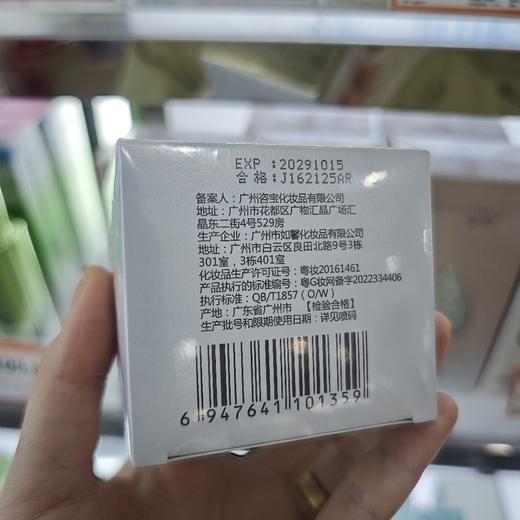 EXP :20291015
合格:J162125AR
备案人：广州咨宝化妆品有限公司
地址：广州市花都区广物汇晶广场汇
晶东二街4号529房
生产企业：广州市如馨化妆品有限公司
地址：广州市白云区良田北路9号3栋
301室，3栋401室
化妆品生产许可证号：粤妆20161461
产品执行的标准编号：粤G妆网备字2022334406
执行标准：QB/T1857（O/W）
产地：广东省广州市 【检验合格】
生产批号和限期使用日期：详见喷码
6 947641 101359